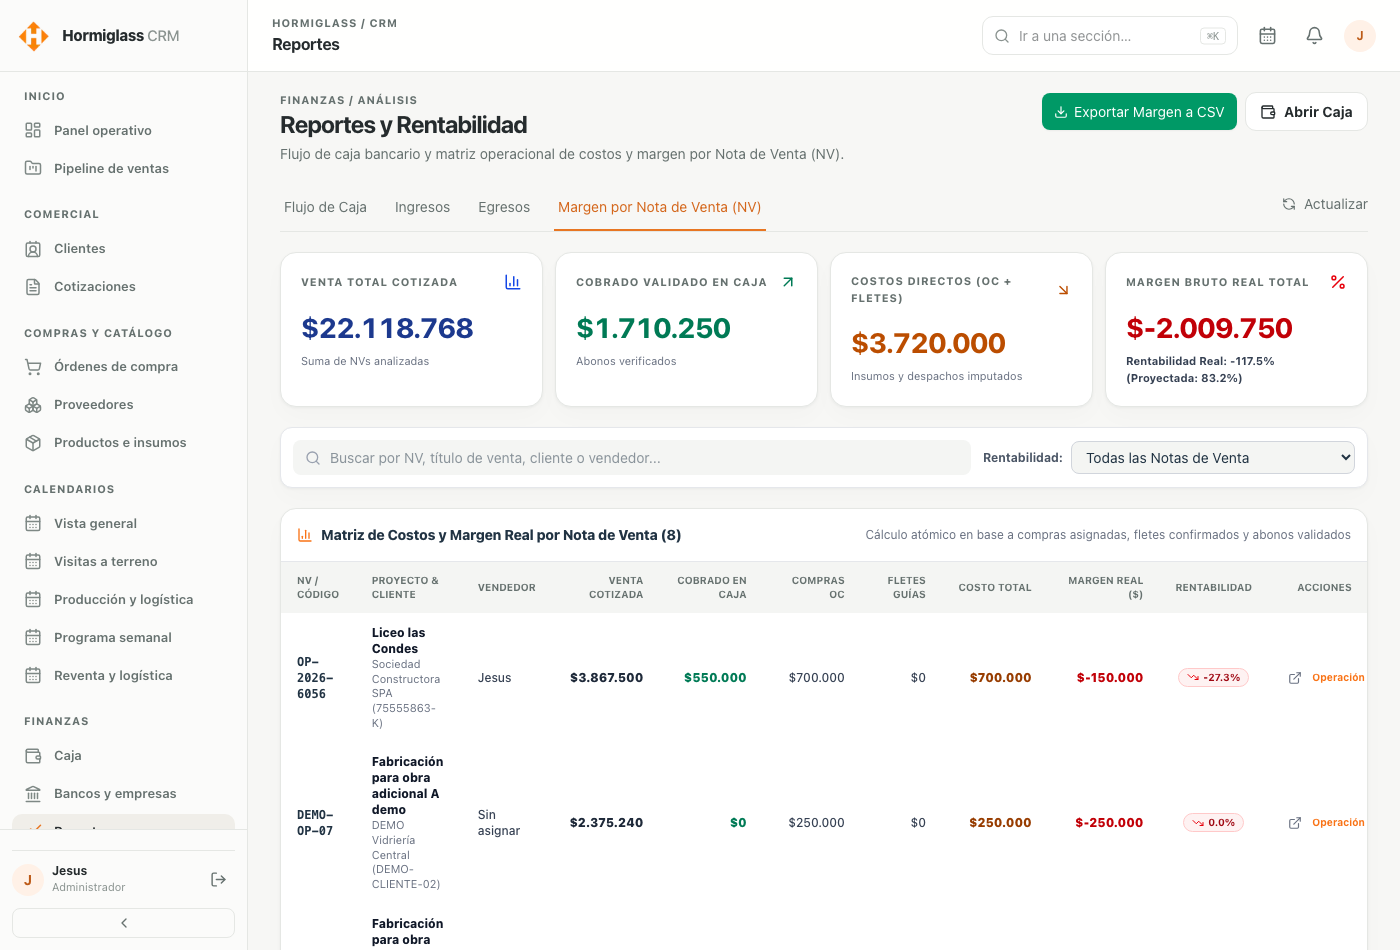 Hormiglass CRM
HORMIGLASS / CRM
Reportes
Ir a una sección...
⌘K
J
INICIO
Panel operativo
Pipeline de ventas
COMERCIAL
Clientes
Cotizaciones
COMPRAS Y CATÁLOGO
Órdenes de compra
Proveedores
Productos e insumos
CALENDARIOS
Vista general
Visitas a terreno
Producción y logística
Programa semanal
Reventa y logística
FINANZAS
Caja
Bancos y empresas
J
Jesus
Administrador
FINANZAS / ANÁLISIS
Reportes y Rentabilidad
Flujo de caja bancario y matriz operacional de costos y margen por Nota de Venta (NV).
Exportar Margen a CSV
Abrir Caja
Flujo de Caja
Ingresos
Egresos
Margen por Nota de Venta (NV)
Actualizar
VENTA TOTAL COTIZADA
$22.118.768
Suma de NVs analizadas
COBRADO VALIDADO EN CAJA
$1.710.250
Abonos verificados
COSTOS DIRECTOS (OC +
FLETES)
$3.720.000
Insumos y despachos imputados
MARGEN BRUTO REAL TOTAL
$-2.009.750
Rentabilidad Real: -117.5%
(Proyectada: 83.2%)
Buscar por NV, título de venta, cliente o vendedor...
Rentabilidad:
Todas las Notas de Venta
Matriz de Costos y Margen Real por Nota de Venta (8)
Cálculo atómico en base a compras asignadas, fletes confirmados y abonos validados
NV /
CÓDIGO
PROYECTO &
CLIENTE
VENDEDOR
VENTA
COTIZADA
COBRADO EN
CAJA
COMPRAS
OC
FLETES
GUÍAS
COSTO TOTAL
MARGEN REAL
($)
RENTABILIDAD
ACCIONES
OP-
2026-
6056
Liceo las
Condes
Sociedad
Constructora
SPA
(75555863-
K)
Jesus
$3.867.500
$550.000
$700.000
$0
$700.000
$-150.000
-27.3%
Operación
DEMO-
OP-07
Fabricación
para obra
adicional A
demo
DEMO
Vidriería
Central
(DEMO-
CLIENTE-02)
Sin
asignar
$2.375.240
$0
$250.000
$0
$250.000
$-250.000
0.0%
Operación
Fabricación
para obra